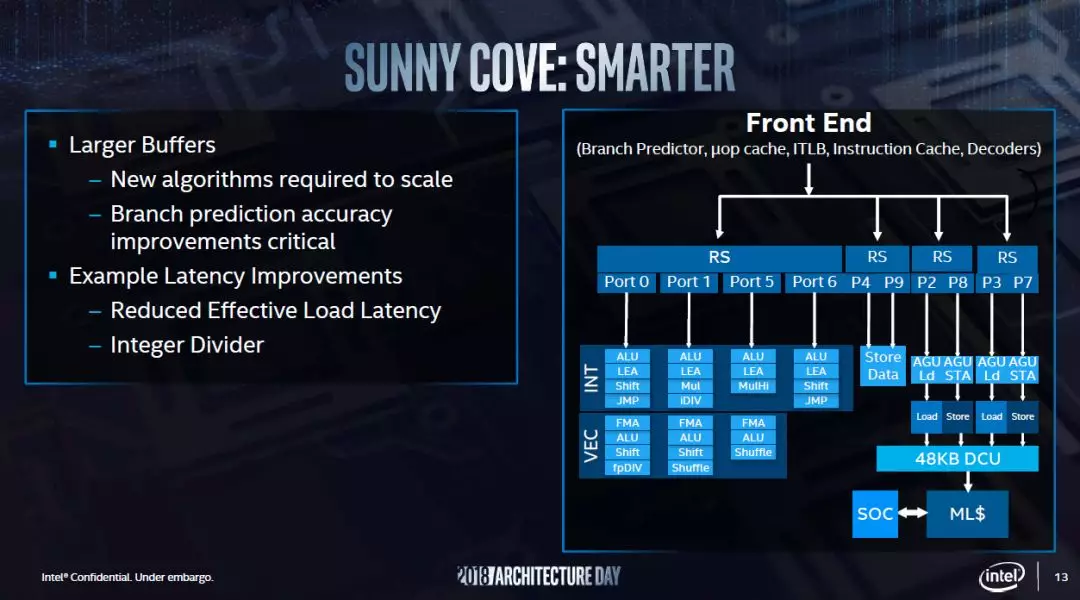 SUNNY COVE: SMARTER
Larger Buffers
– New algorithms required to scale
– Branch prediction accuracy
improvements critical
Example Latency Improvements
– Reduced Effective Load Latency
– Integer Divider
Front End
(Branch Predictor, μop cache, ITLB, Instruction Cache, Decoders)
RS RS RS RS
Port 0 Port 1 Port 5 Port 6 P4 P9 P2 P8 P3 P7
INT
ALU ALU ALU ALU
LEA LEA LEA LEA
Shift Mul MulHi Shift
JMP iDIV JMP
Store
Data
AGU AGU AGU AGU
Ld STA Ld STA
Load Store Load Store
VEC
FMA FMA FMA
ALU ALU ALU
Shift Shift Shuffle
fpDIV Shuffle
48KB DCU
SOC ML$
Intel® Confidential. Under embargo.
2018 ARCHITECTURE DAY
intel
13